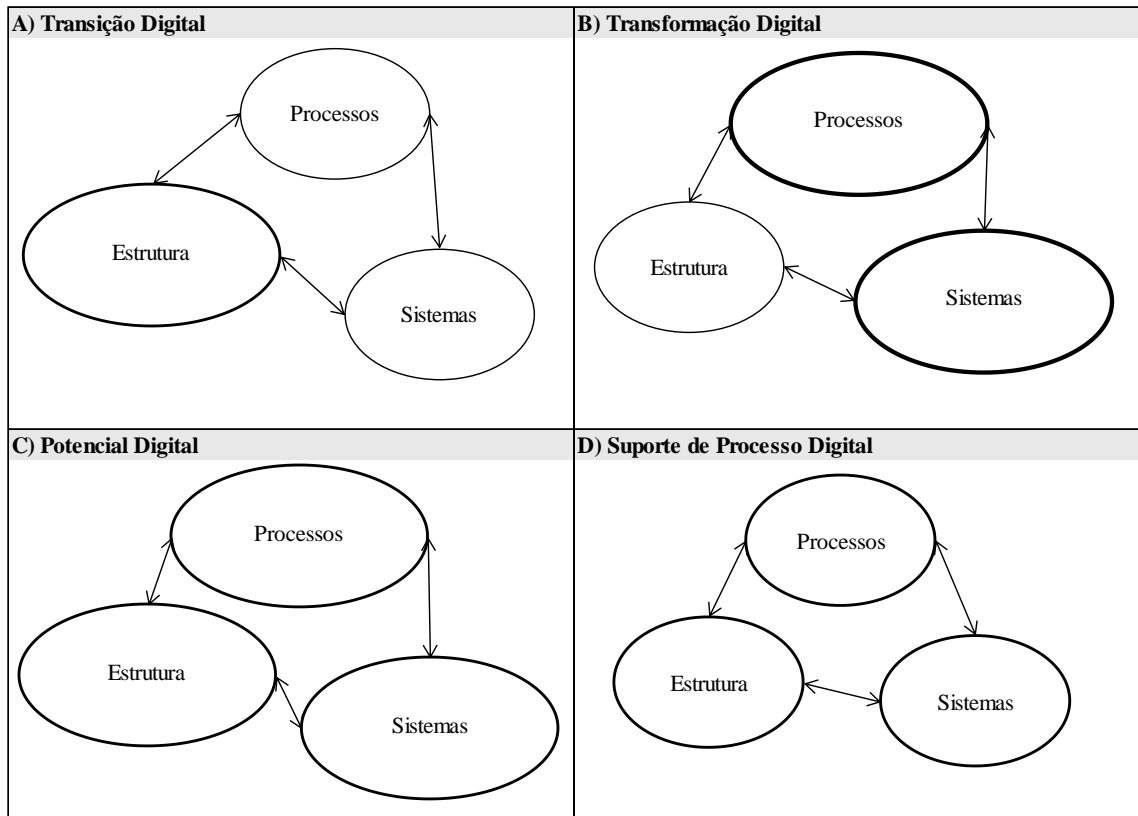 A) Transição Digital
Processos
Estrutura
Sistemas
B) Transformação Digital
Processos
Estrutura
Sistemas
C) Potencial Digital
Processos
Estrutura
Sistemas
D) Suporte de Processo Digital
Processos
Estrutura
Sistemas